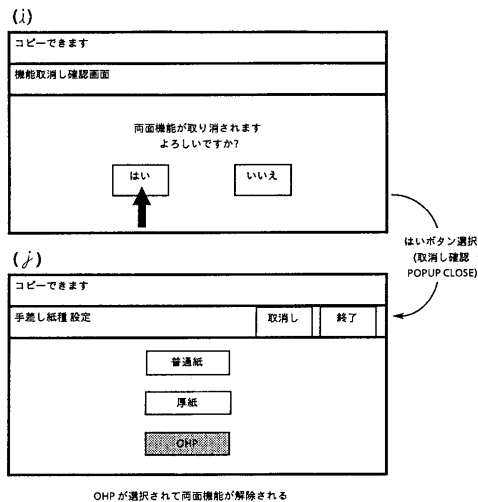 (i)
コピーできます
機能取消し確認画面
両面機能が取り消されます
よろしいですか?
はい
いいえ
はいボタン選択
(取消し確認
POPUP CLOSE)
(j)
コピーできます
手差し紙種 設定
取消し
終了
普通紙
厚紙
OHP
OHP が選択されて両面機能が解除される